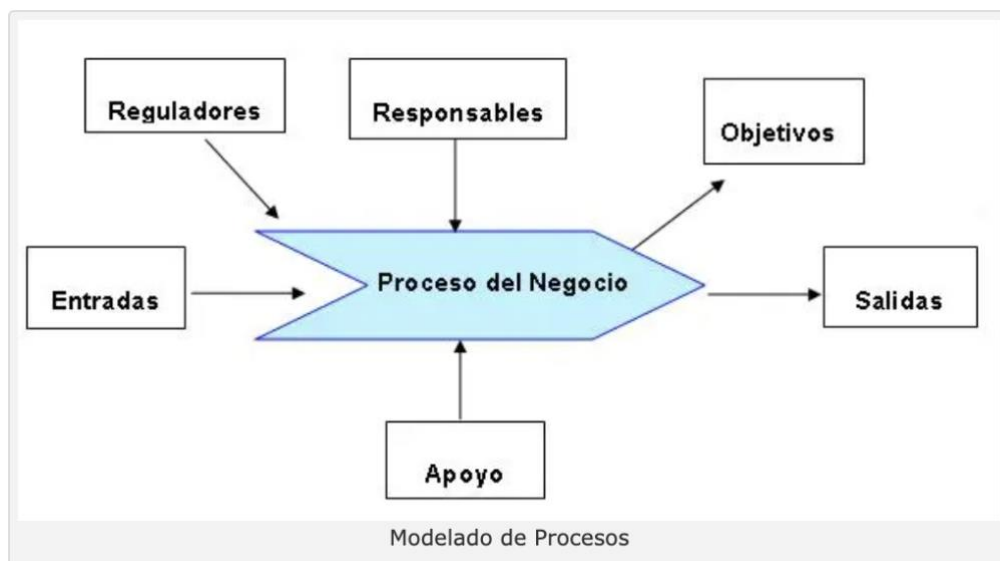 Reguladores
Responsables
Objetivos
Entradas
Proceso del Negocio
Salidas
Apoyo
Modelado de Procesos